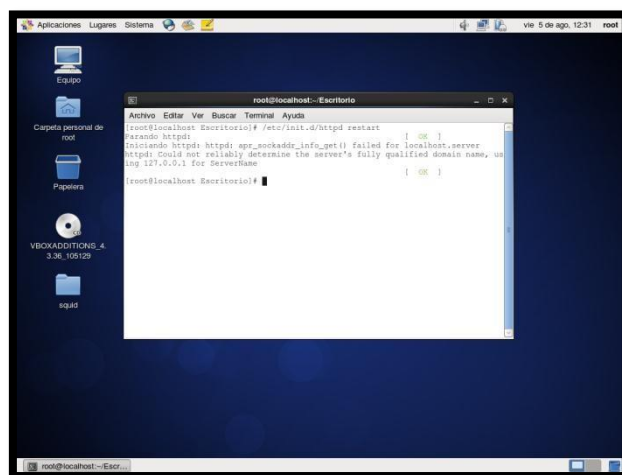 Aplicaciones Lugares Sistema
vie 5 de ago, 12:31 root
Equipo
Carpeta personal de
root
Papelera
VBOXADDITIONS_4.
3.36_105129
squid
root@localhost:~/Escritorio
Archivo Editar Ver Buscar Terminal Ayuda
[root@localhost Escritorio]# /etc/init.d/httpd restart
Parando httpd: [ OK ]
Iniciando httpd: httpd: apr_sockaddr_info_get() failed for localhost.server
httpd: Could not reliably determine the server's fully qualified domain name, us
ing 127.0.0.1 for ServerName
[ OK ]
[root@localhost Escritorio]#
root@localhost:~/Escr...